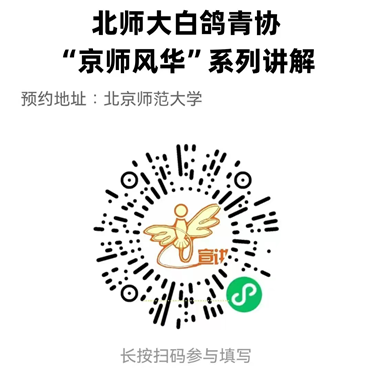 北师大白鸽青协
“京师风华”系列讲解
预约地址：北京师范大学
宣讲
长按扫码参与填写